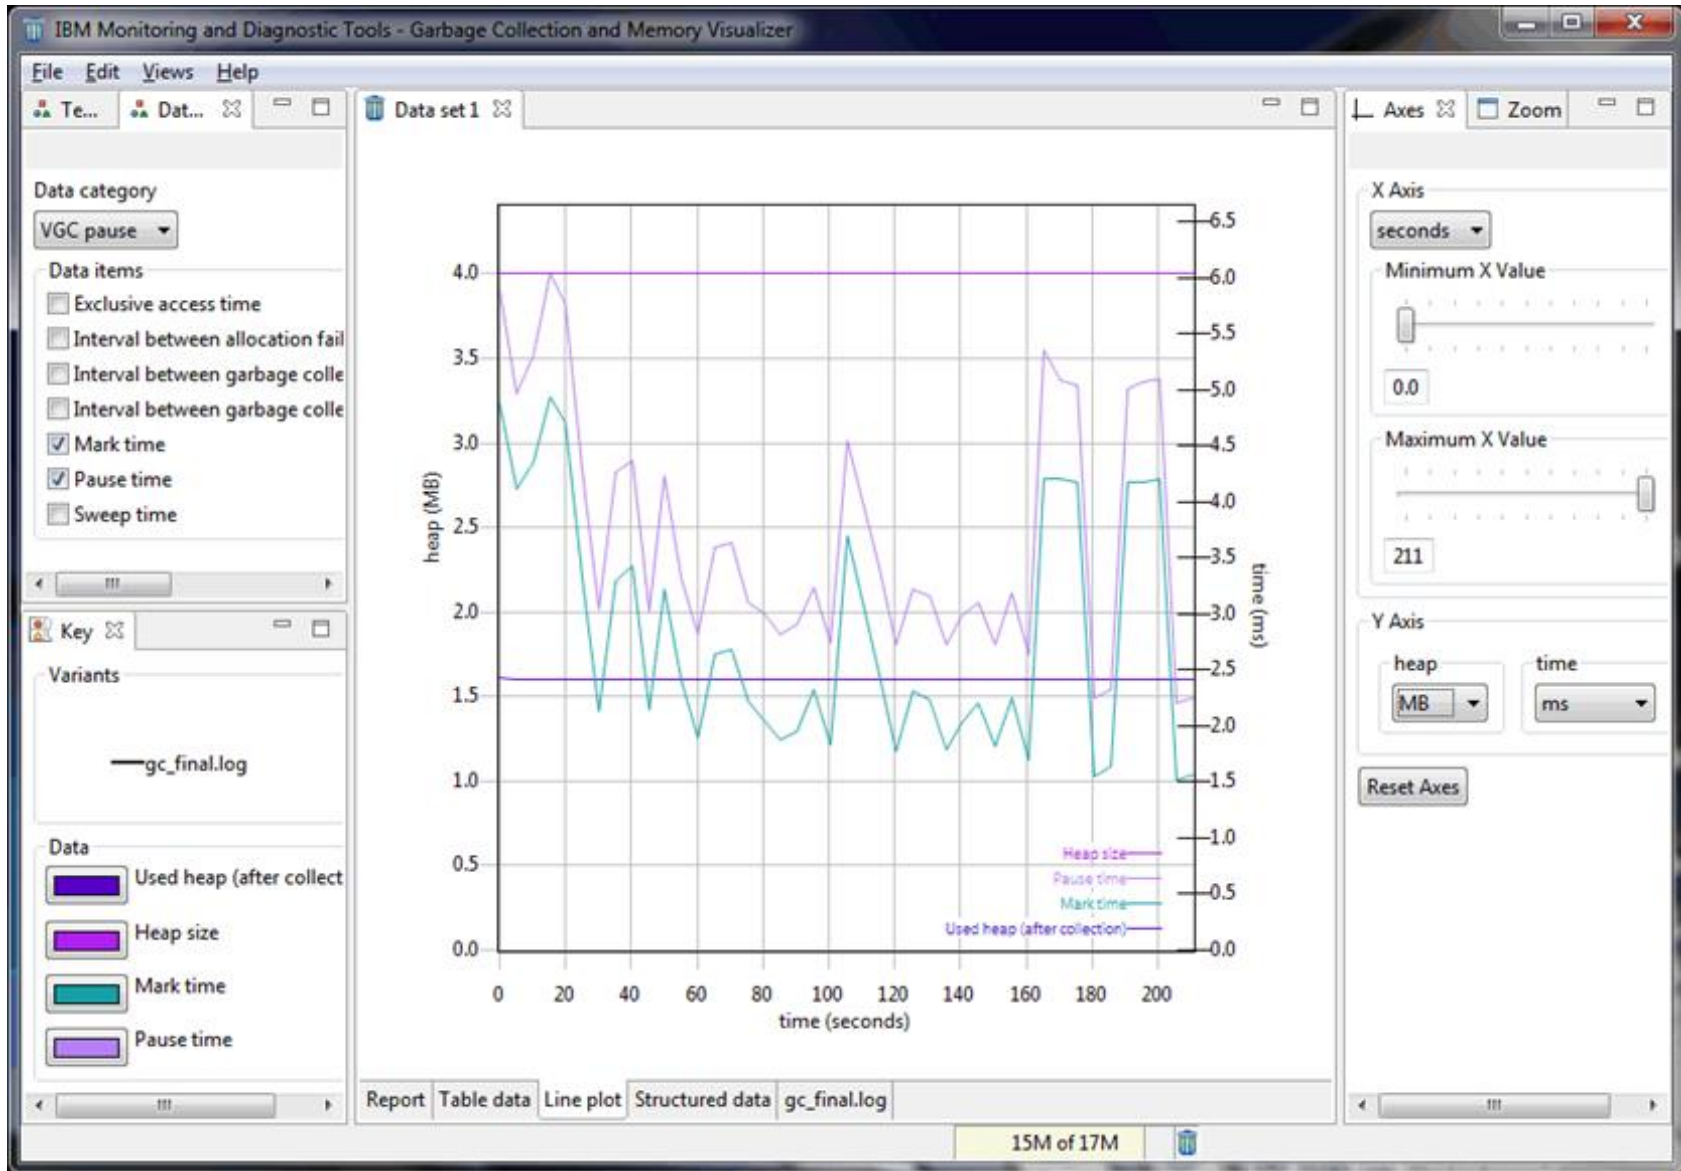 IBM Monitoring and Diagnostic Tools - Garbage Collection and Memory Visualizer
File Edit Views Help
Te... Dat...
Data category
VGC pause
Data items
Exclusive access time
Interval between allocation fail
Interval between garbage colle
Interval between garbage colle
Mark time
Pause time
Sweep time
Key
Variants
gc_final.log
Data
Used heap (after collect
Heap size
Mark time
Pause time
Data set 1
4.0
3.5
3.0
2.5
2.0
1.5
1.0
0.5
0.0
heap (MB)
6.5
6.0
5.5
5.0
4.5
4.0
3.5
3.0
2.5
2.0
1.5
1.0
0.5
0.0
time (ms)
Heap size
Pause time
Mark time
Used heap (after collection)
0 20 40 60 80 100 120 140 160 180 200
time (seconds)
Report Table data Line plot Structured data gc_final.log
Axes Zoom
X Axis
seconds
Minimum X Value
0.0
Maximum X Value
211
Y Axis
heap time
MB ms
Reset Axes
15M of 17M